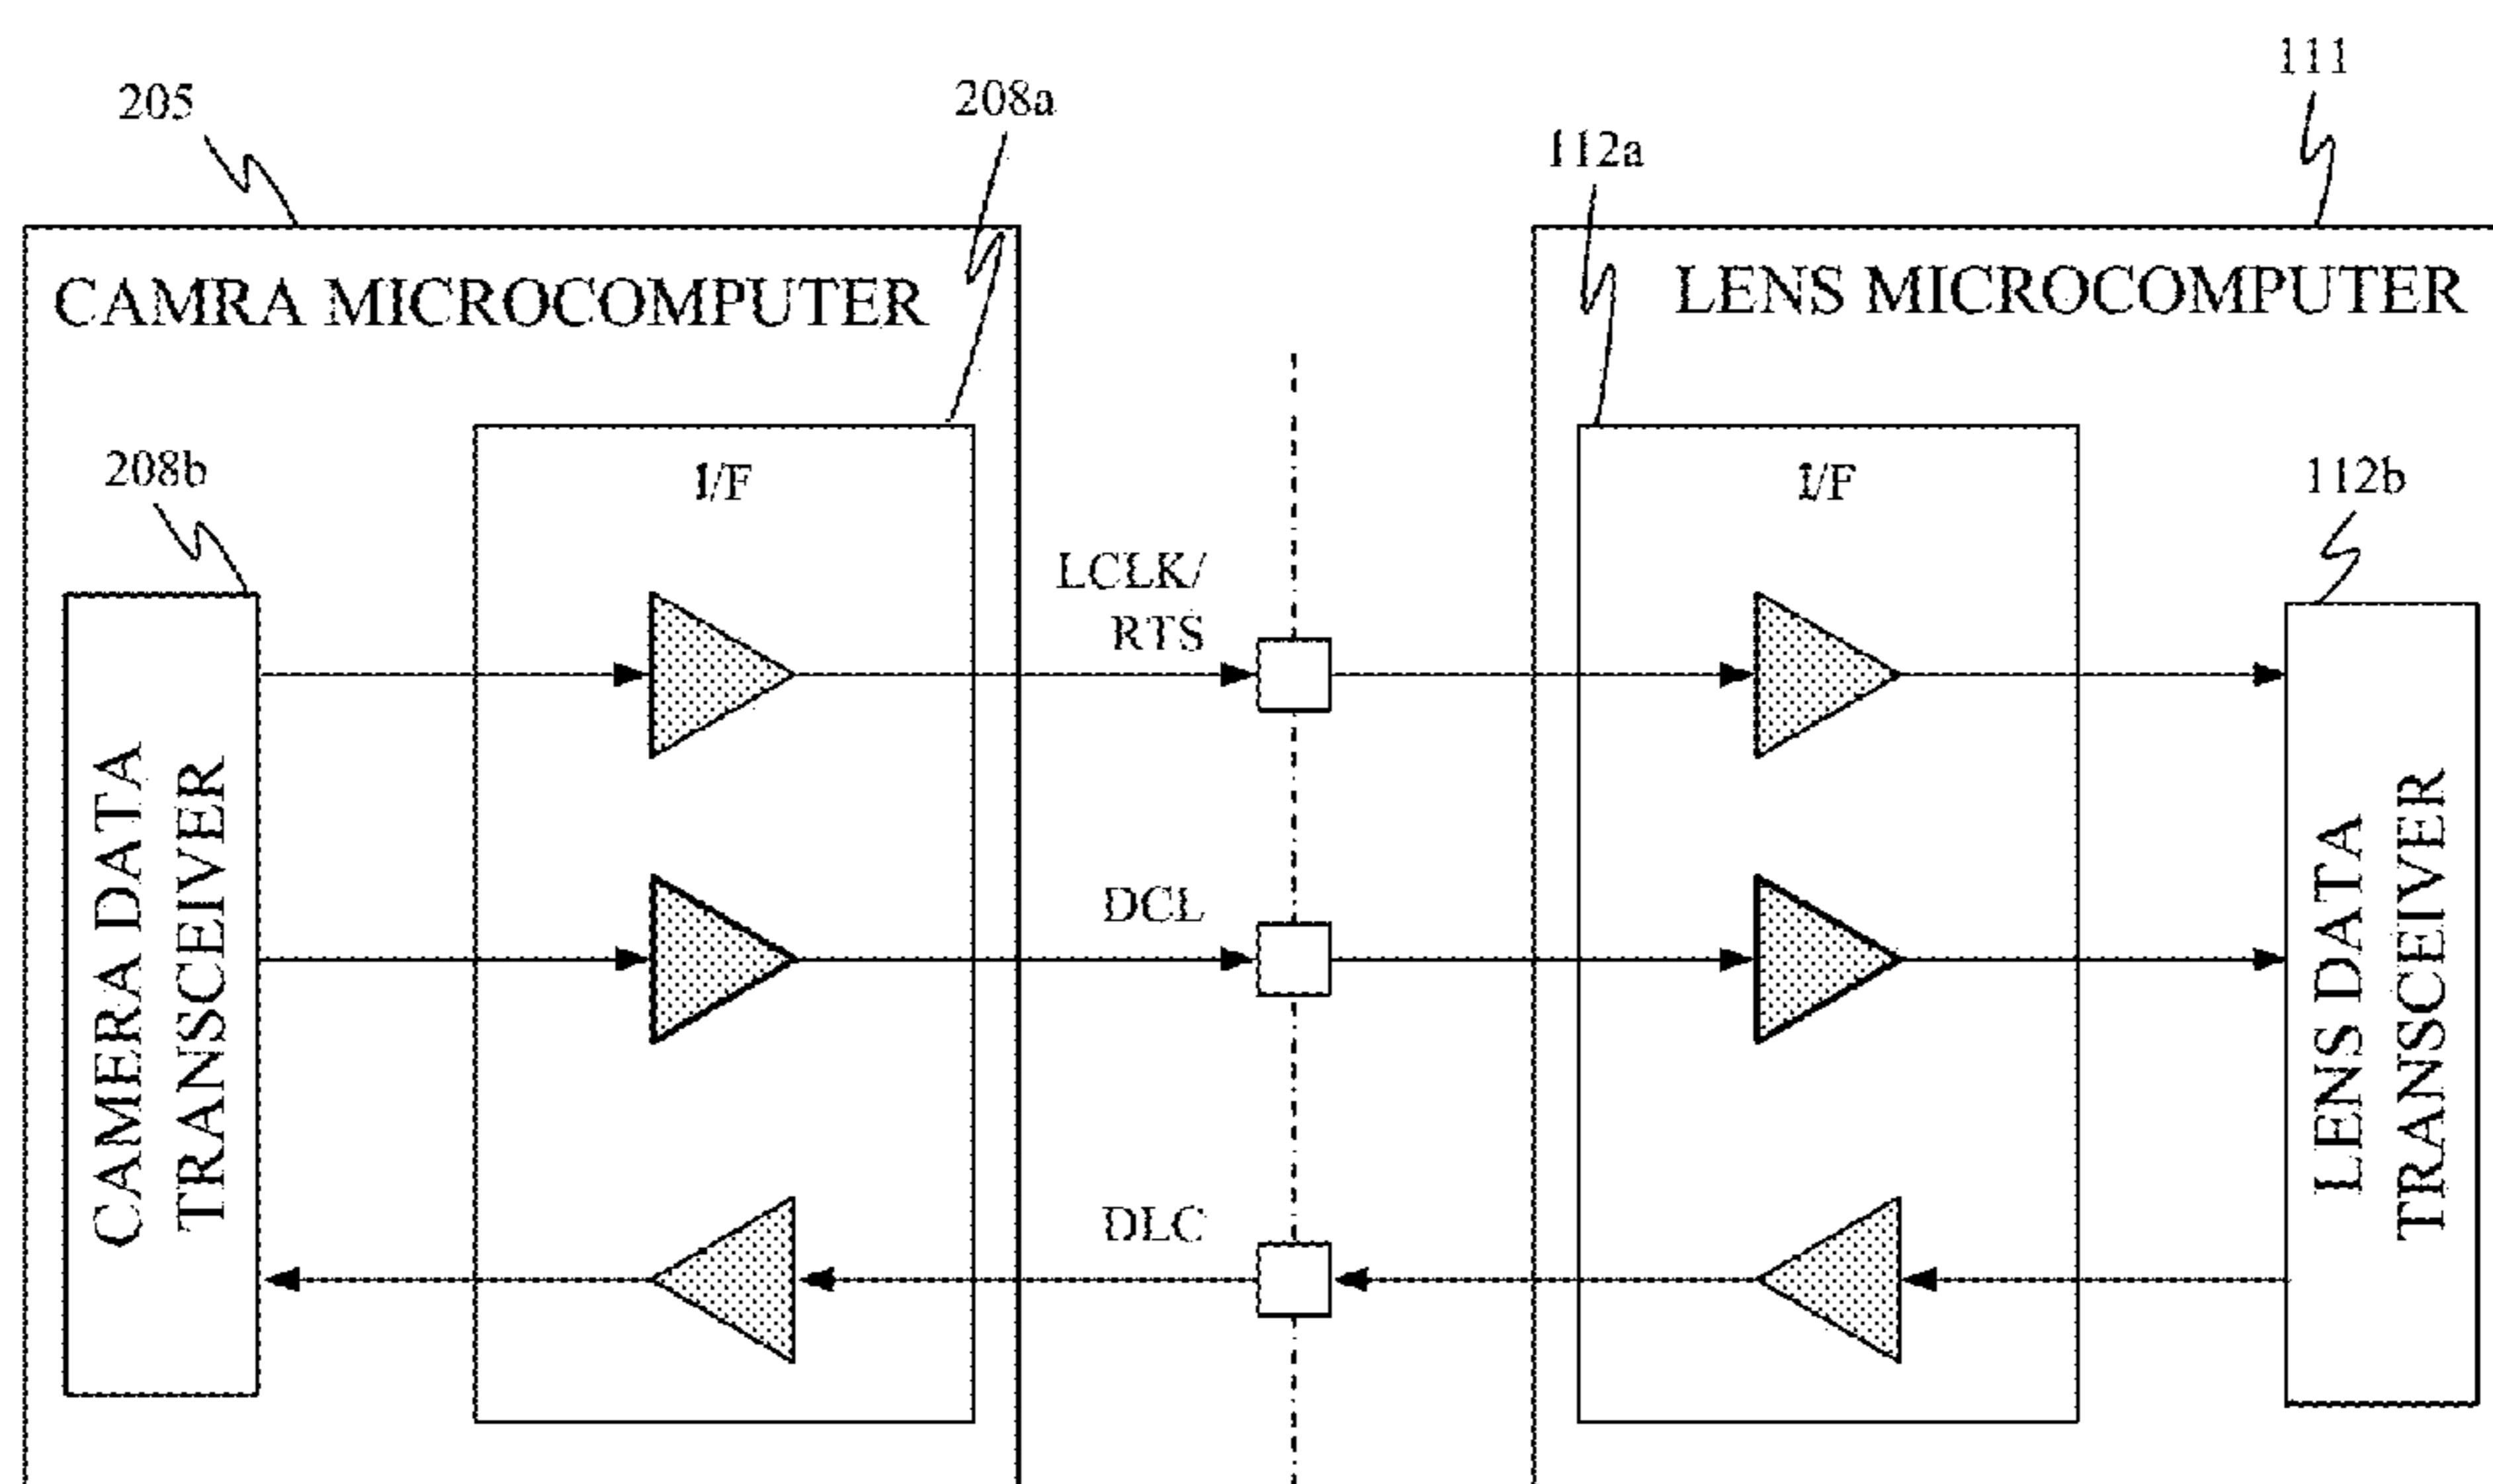 111
205
208a
112a
CAMRA MICROCOMPUTER
LENS MICROCOMPUTER
208b
I/F
I/F
112b
LCLK/
RTS
DCL
DLC
CAMERA DATA
TRANSCEIVER
LENS DATA
TRANSCEIVER